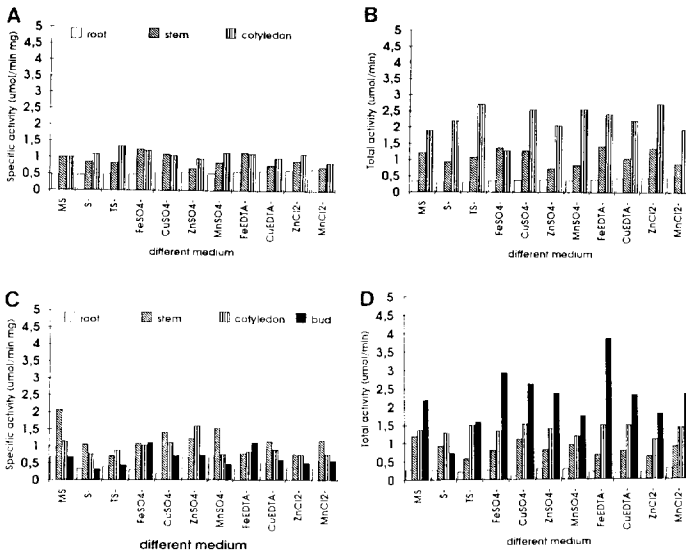 A
root stem cotyledon
Specific activity (umol/min mg)
5
4,5
4
3,5
3
2,5
2
1,5
1
0,5
0
MS
S-
TS-
FeSO4-
CuSO4-
ZnSO4-
MnSO4-
FeEDTA-
CuEDTA-
ZnCl2-
MnCl2-
different medium
B
Total activity (umol/min)
5
4,5
4
3,5
3
2,5
2
1,5
1
0,5
0
MS
S-
TS-
FeSO4-
CuSO4-
ZnSO4-
MnSO4-
FeEDTA-
CuEDTA-
ZnCl2-
MnCl2-
different medium
C
root stem cotyledon bud
Specific activity (umol/min mg)
5
4,5
4
3,5
3
2,5
2
1,5
1
0,5
0
MS
S-
TS-
FeSO4-
CuSO4-
ZnSO4-
MnSO4-
FeEDTA-
CuEDTA-
ZnCl2-
MnCl2-
different medium
D
Total activity (umol/min)
5
4,5
4
3,5
3
2,5
2
1,5
1
0,5
0
MS
S-
TS-
FeSO4-
CuSO4-
ZnSO4-
MnSO4-
FeEDTA-
CuEDTA-
ZnCl2-
MnCl2-
different medium